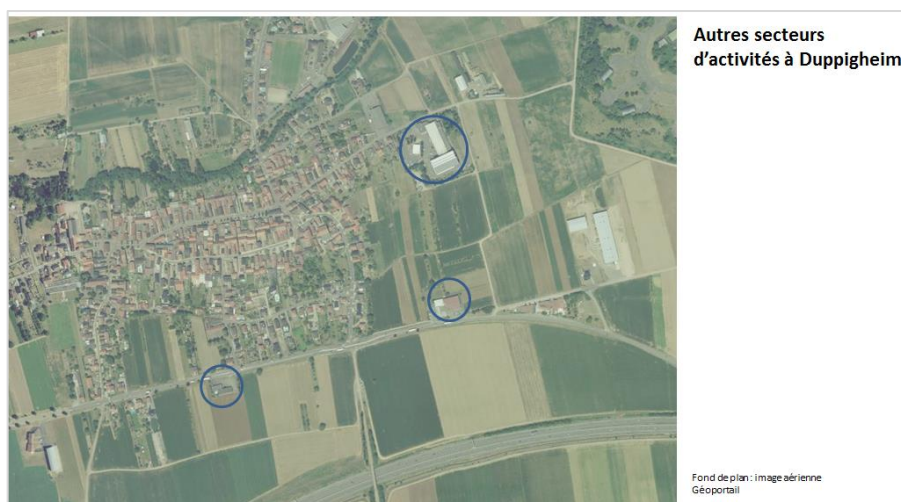 Autres secteurs
d’activités à Duppigheim
Fond de plan : image aérienne
Géoportail